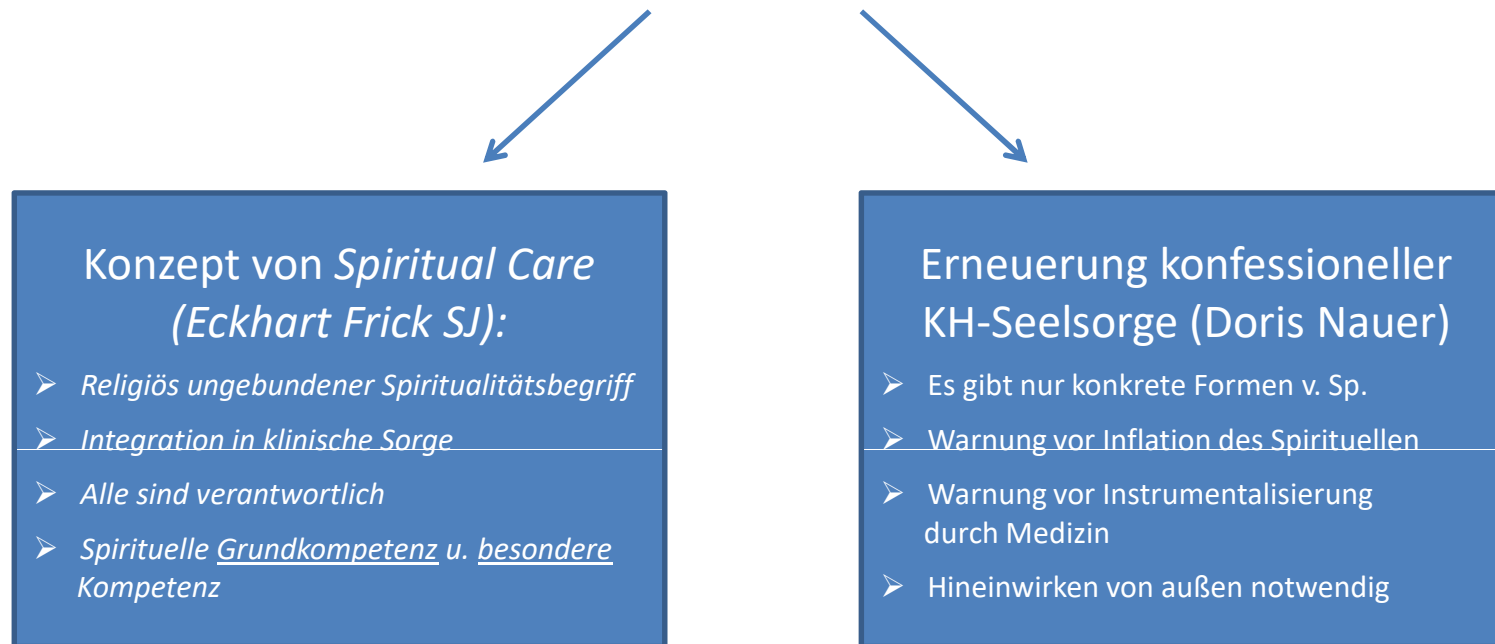 Konzept von Spiritual Care
(Eckhart Frick SJ):
➢ Religiös ungebundener Spiritualitätsbegriff
➢ Integration in klinische Sorge
➢ Alle sind verantwortlich
➢ Spirituelle Grundkompetenz u. besondere
Kompetenz
Erneuerung konfessioneller
KH-Seelsorge (Doris Nauer)
➢ Es gibt nur konkrete Formen v. Sp.
➢ Warnung vor Inflation des Spirituellen
➢ Warnung vor Instrumentalisierung
durch Medizin
➢ Hineinwirken von außen notwendig